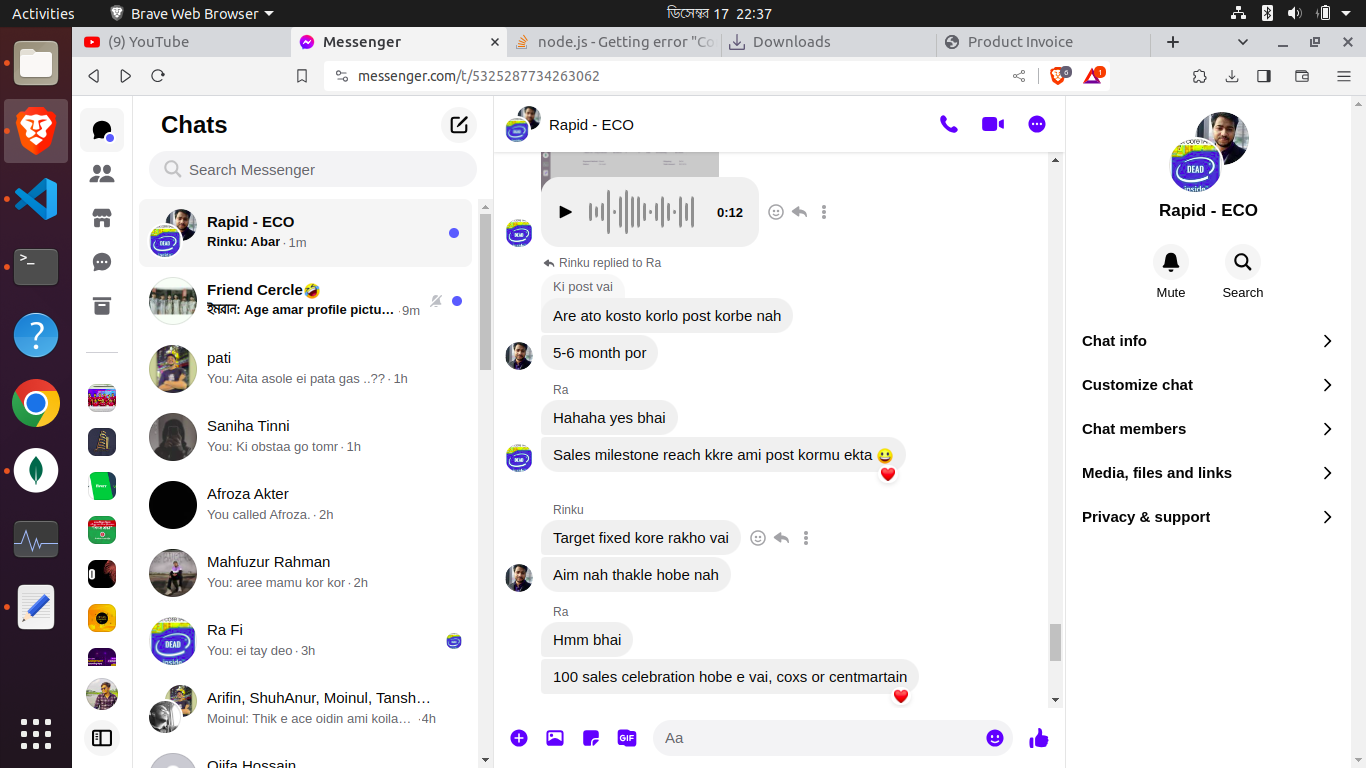 Activities
Brave Web Browser
ডিসেম্বর 17 22:37
(9) YouTube
Messenger
node.js - Getting error "Co
Downloads
Product Invoice
messenger.com/t/5325287734263062
6
1
Chats
Search Messenger
Rapid - ECO
Rinku: Abar · 1m
Friend Cercle🤣
ইমরান: Age amar profile pictu… · 9m
pati
You: Aita asole ei pata gas ..?? · 1h
Saniha Tinni
You: Ki obstaa go tomr · 1h
Afroza Akter
You called Afroza. · 2h
Mahfuzur Rahman
You: aree mamu kor kor · 2h
Ra Fi
You: ei tay deo · 3h
Arifin, ShuhAnur, Moinul, Tansh…
Moinul: Thik e ace oidin ami koila… · 4h
Ojifa Hossain
Rapid - ECO
0:12
Rinku replied to Ra
Ki post vai
Are ato kosto korlo post korbe nah
5-6 month por
Ra
Hahaha yes bhai
Sales milestone reach kkre ami post kormu ekta 😀
❤️
Rinku
Target fixed kore rakho vai
Aim nah thakle hobe nah
Ra
Hmm bhai
100 sales celebration hobe e vai, coxs or centmartain
❤️
GIF
Aa
DEAD
inside
Rapid - ECO
Mute
Search
Chat info
Customize chat
Chat members
Media, files and links
Privacy & support